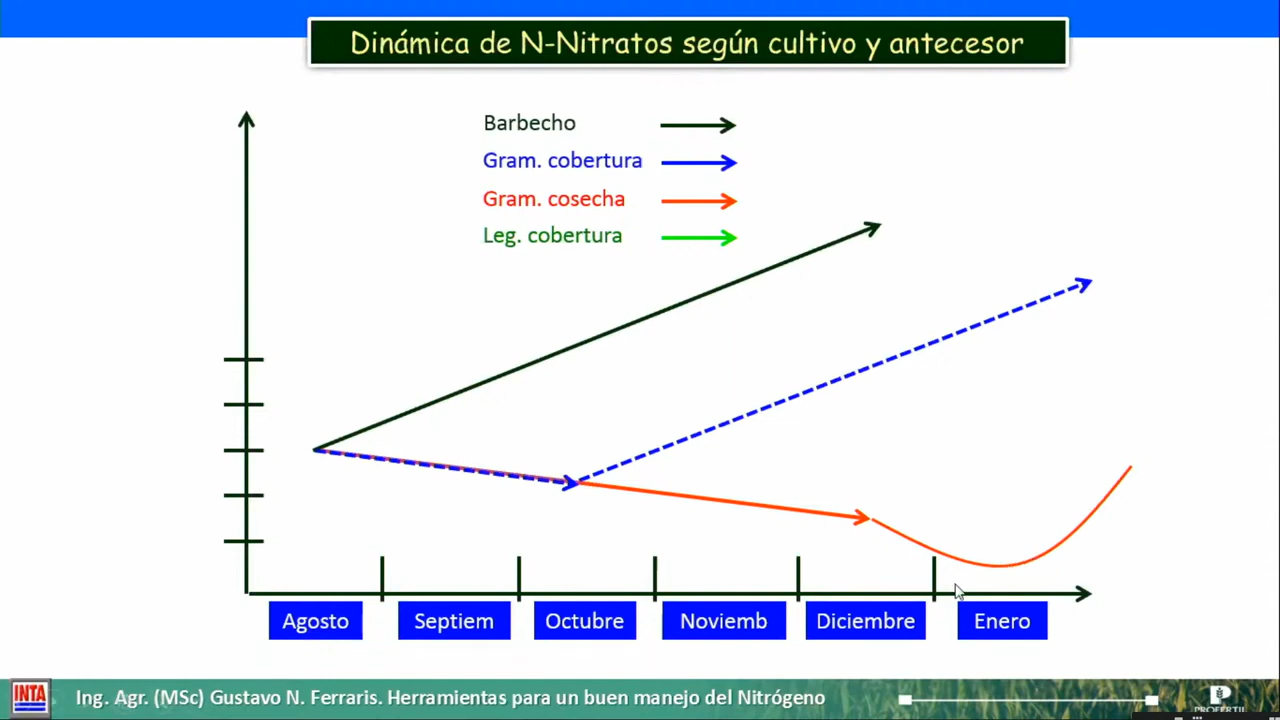 Dinámica de N-Nitratos según cultivo y antecesor
Barbecho
Gram. cobertura
Gram. cosecha
Leg. cobertura
Agosto Septiem Octubre Noviemb Diciembre Enero
INTA Ing. Agr. (MSc) Gustavo N. Ferraris. Herramientas para un buen manejo del Nitrógeno
PROFERTIL